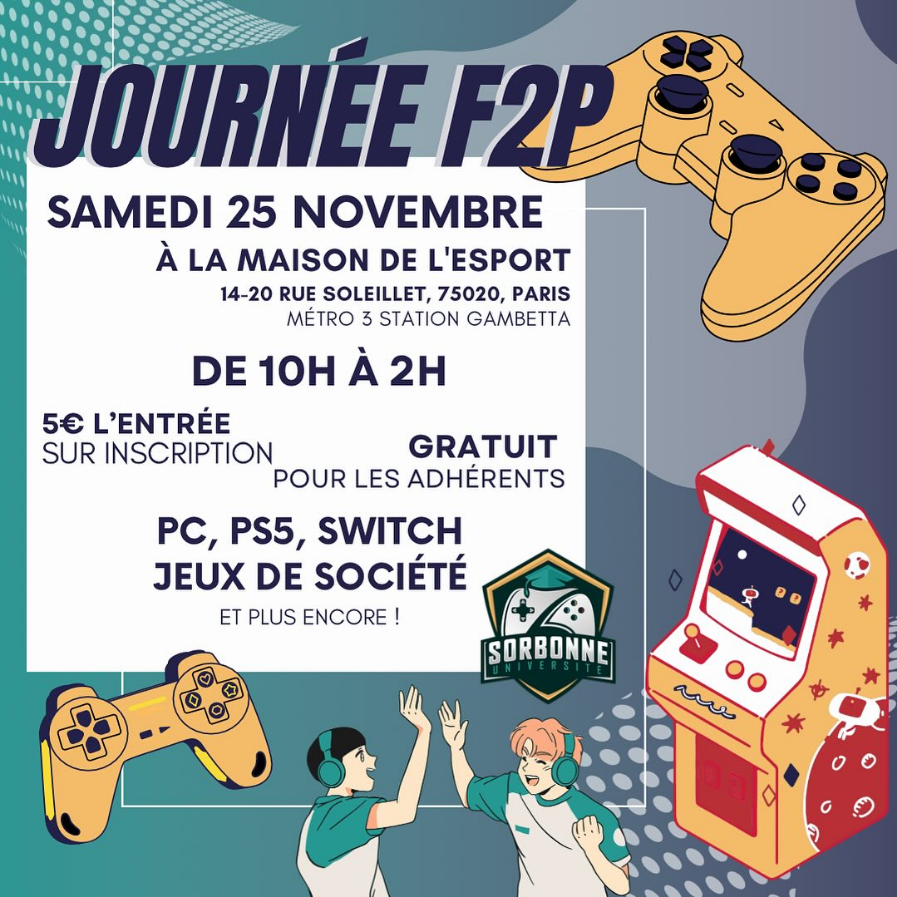 JOURNÉE F2P
SAMEDI 25 NOVEMBRE
À LA MAISON DE L'ESPORT
14-20 RUE SOLEILLET, 75020, PARIS
MÉTRO 3 STATION GAMBETTA
DE 10H À 2H
5€ L’ENTRÉE
SUR INSCRIPTION
GRATUIT
POUR LES ADHÉRENTS
PC, PS5, SWITCH
JEUX DE SOCIÉTÉ
ET PLUS ENCORE !
SORBONNE
UNIVERSITE